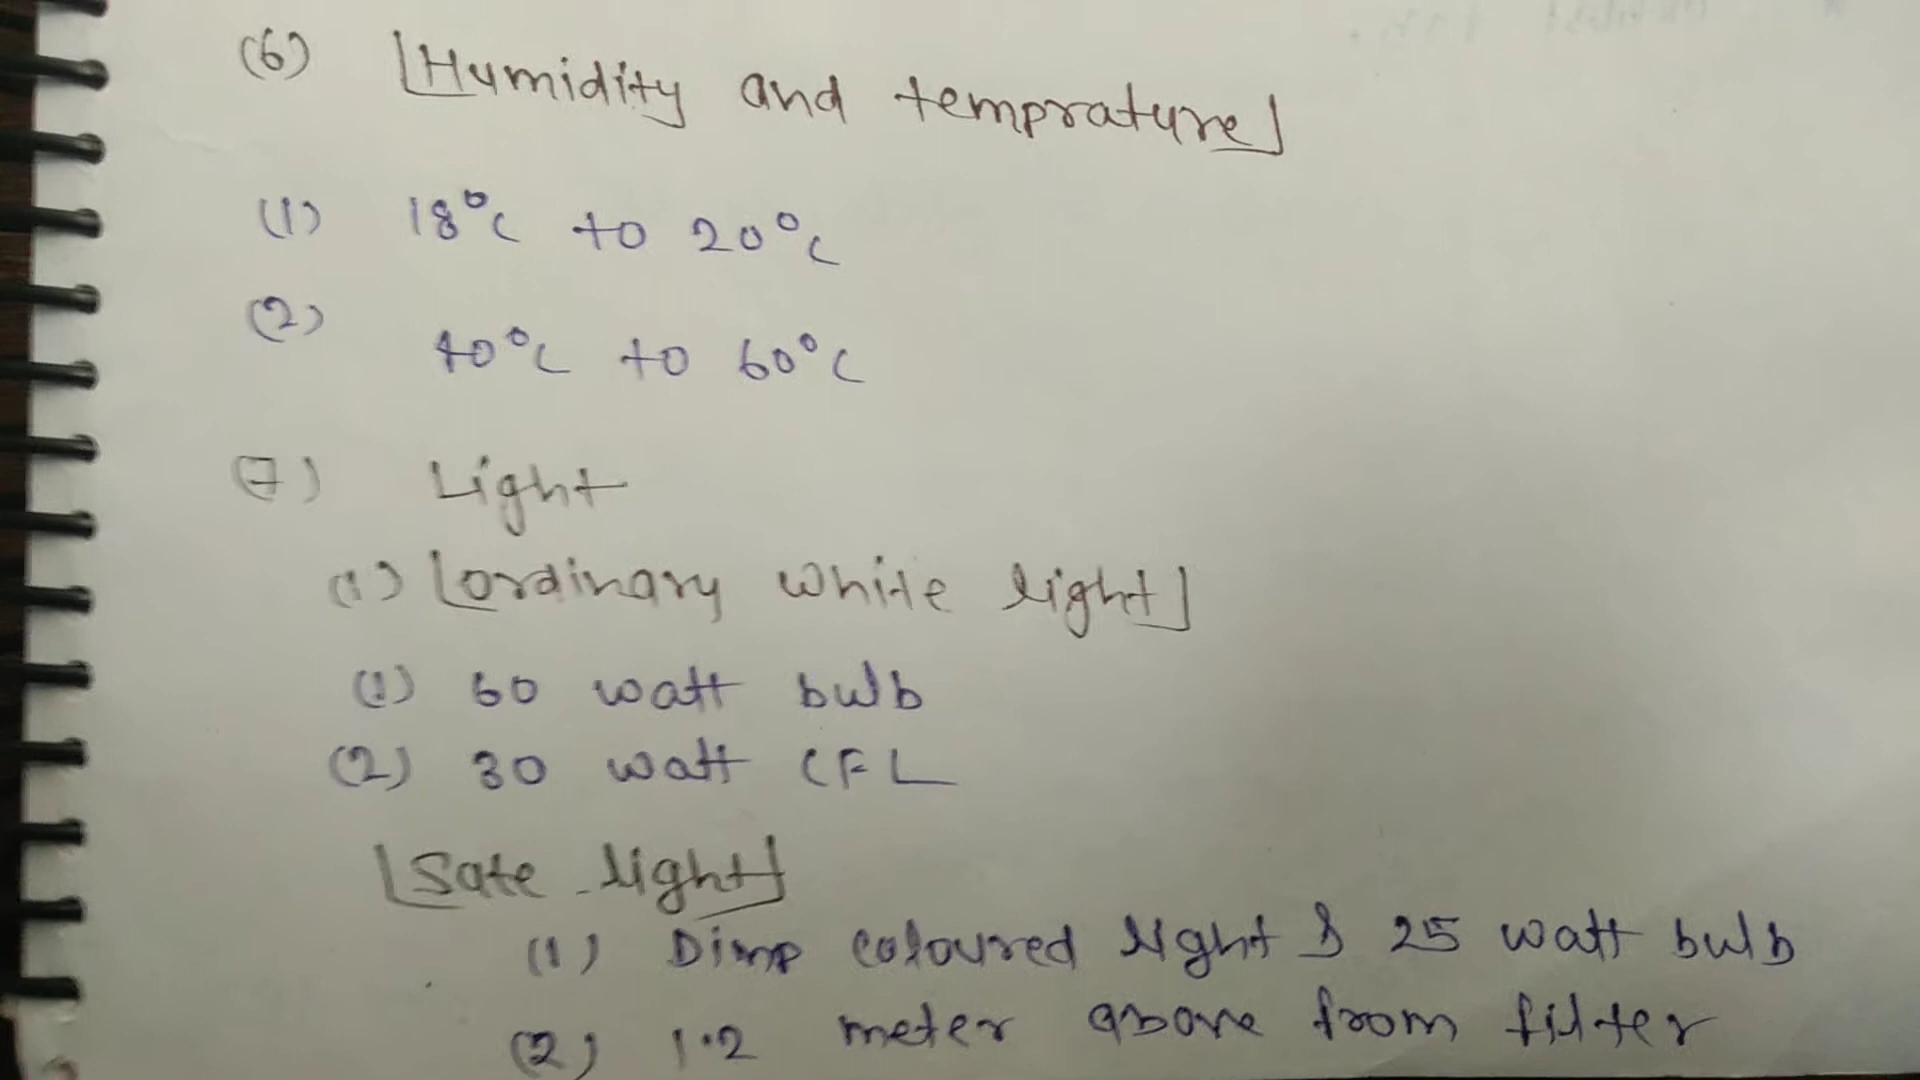 (6) [Humidity and temprature]
(1) 18°C to 20°C
(2) 40°C to 60°C
(7) Light
(1) [ordinary white light]
(1) 60 watt bulb
(2) 30 watt CFL
[Safe light]
(1) Dimp coloured light & 25 watt bulb
(2) 1.2 meter above from filter